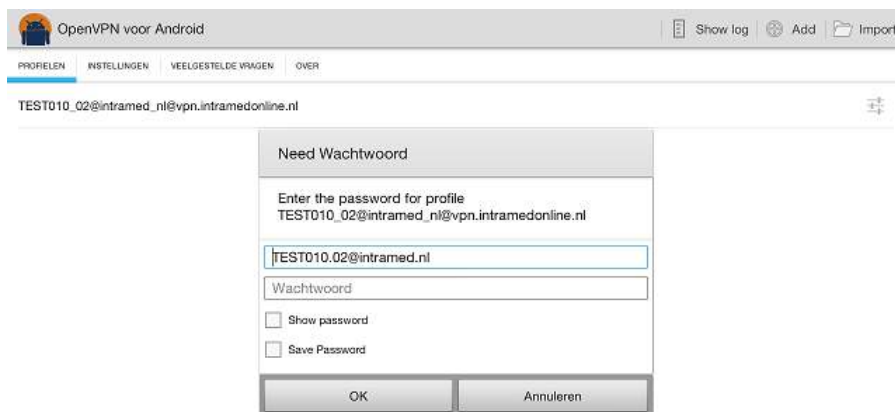 OpenVPN voor Android
Show log Add Import
PROFIELEN INSTELLINGEN VEELGESTELDE VRAGEN OVER
TEST010_02@intramed_nl@vpn.intramedonline.nl
Need Wachtwoord
Enter the password for profile
TEST010_02@intramed_nl@vpn.intramedonline.nl
TEST010.02@intramed.nl
Wachtwoord
Show password
Save Password
OK Annuleren